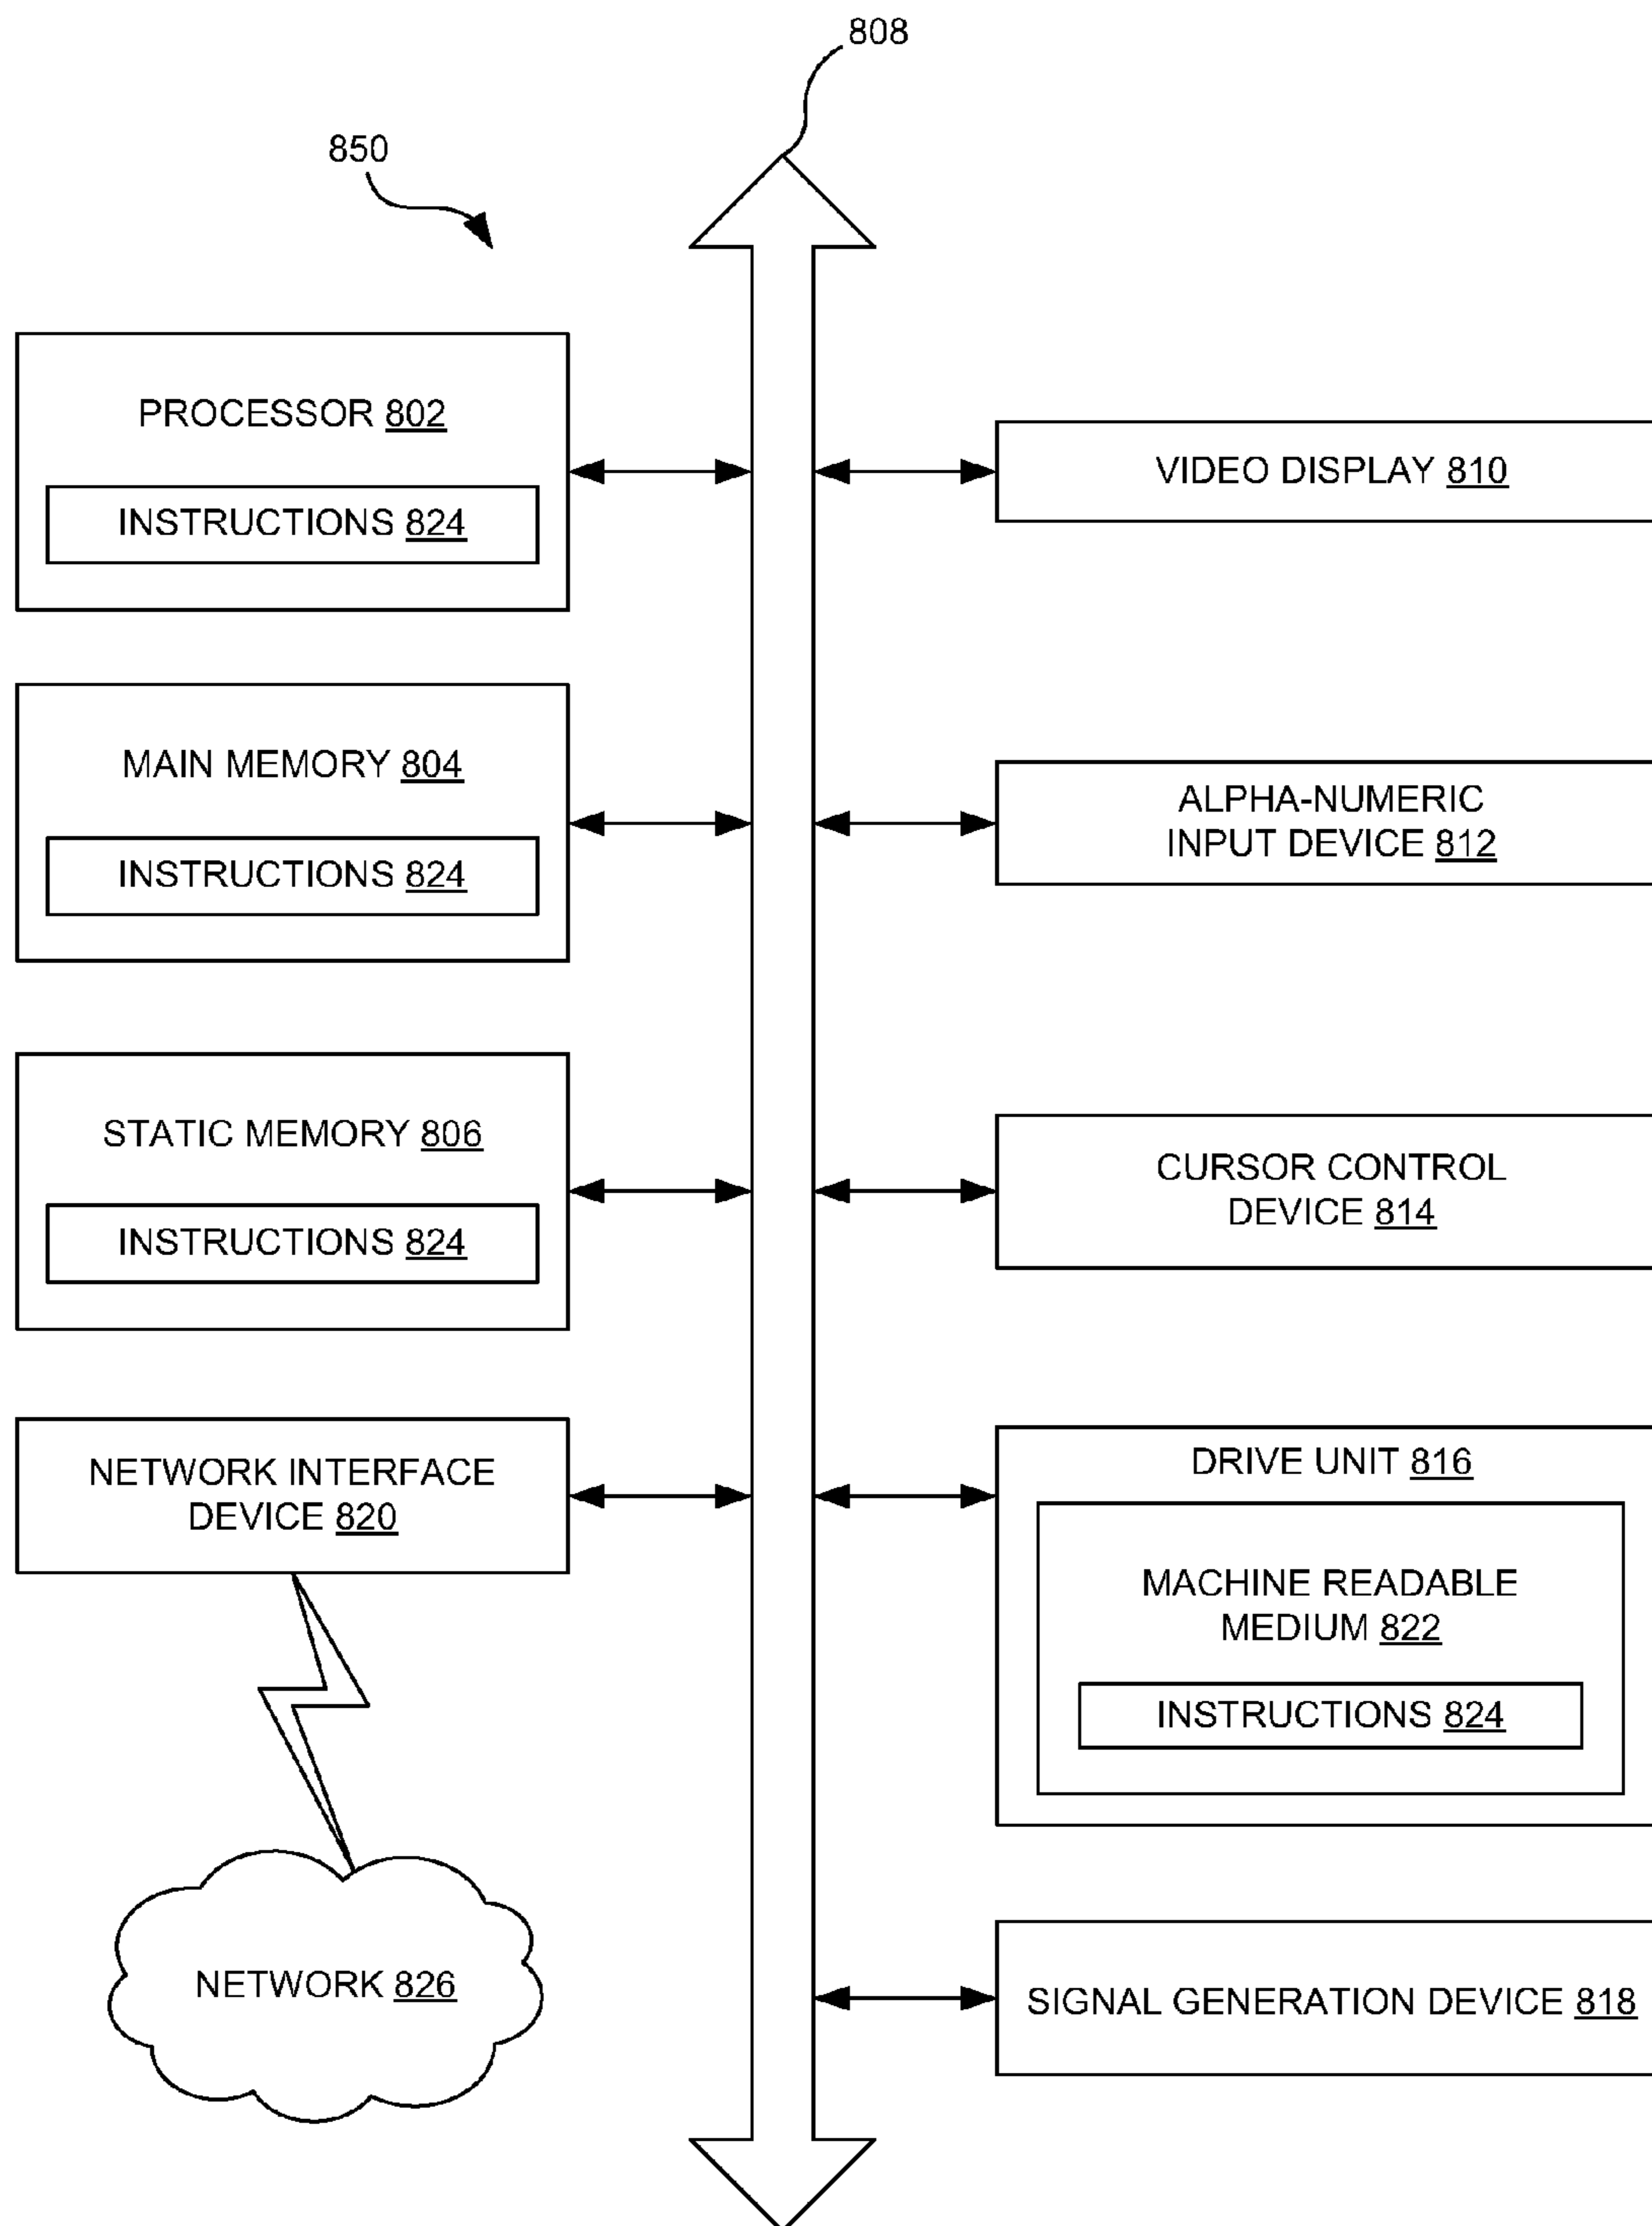 808
850
PROCESSOR 802
INSTRUCTIONS 824
MAIN MEMORY 804
INSTRUCTIONS 824
STATIC MEMORY 806
INSTRUCTIONS 824
NETWORK INTERFACE
DEVICE 820
NETWORK 826
VIDEO DISPLAY 810
ALPHA-NUMERIC
INPUT DEVICE 812
CURSOR CONTROL
DEVICE 814
DRIVE UNIT 816
MACHINE READABLE
MEDIUM 822
INSTRUCTIONS 824
SIGNAL GENERATION DEVICE 818